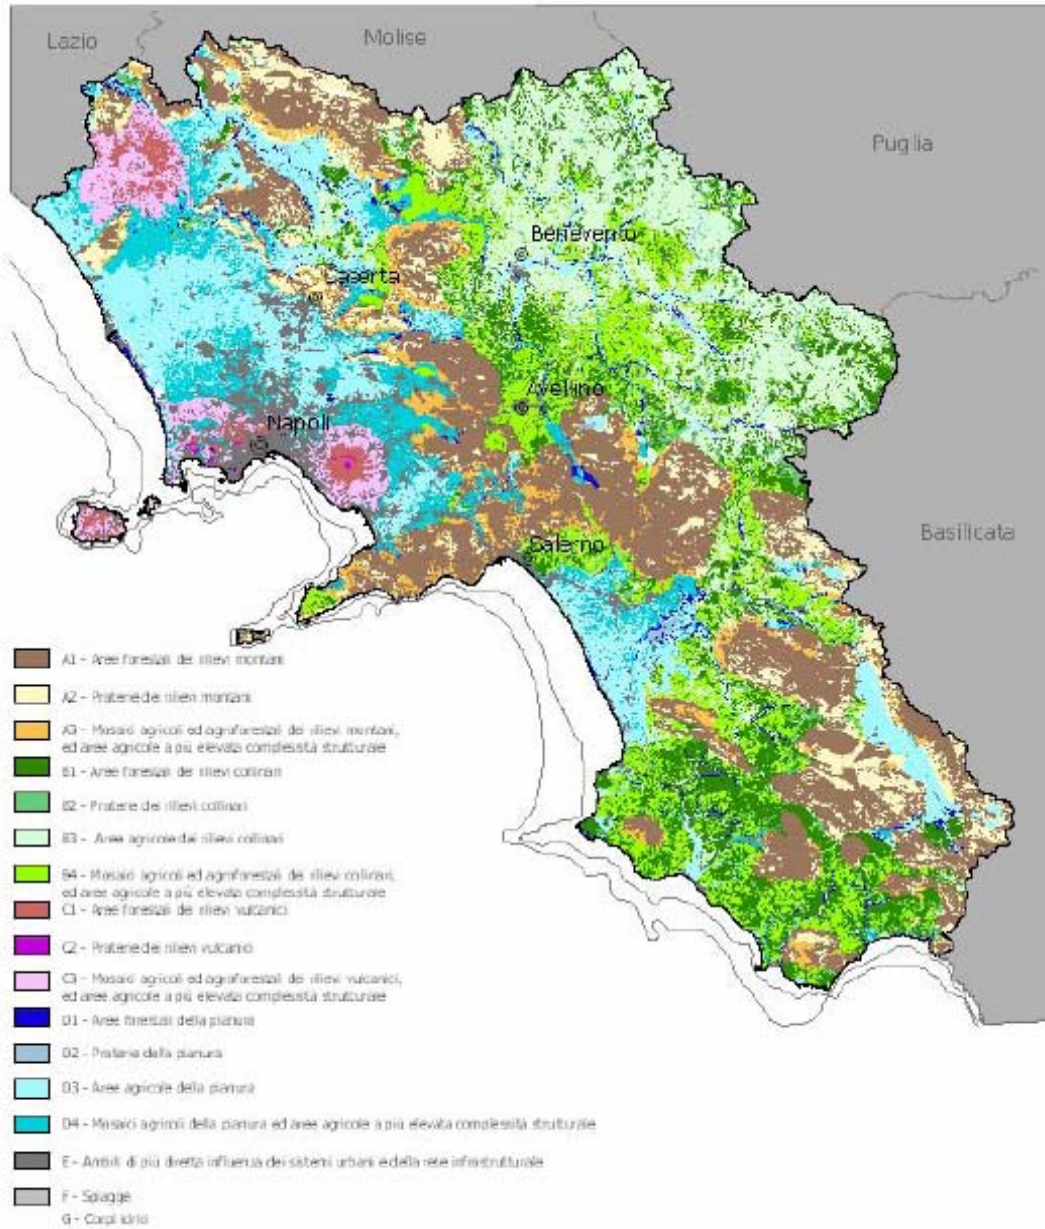 Lazio
Molise
Puglia
Benevento
Caserta
Avellino
Napoli
Salerno
Basilicata
A1 - Aree forestali dei rilievi montani
A2 - Praterie dei rilievi montani
A3 - Mosaici agricoli ed agroforestali dei rilievi montani,
ed aree agricole a più elevata complessità strutturale
B1 - Aree forestali dei rilievi collinari
B2 - Praterie dei rilievi collinari
B3 - Aree agricole dei rilievi collinari
B4 - Mosaici agricoli ed agroforestali dei rilievi collinari,
ed aree agricole a più elevata complessità strutturale
C1 - Aree forestali dei rilievi vulcanici
C2 - Praterie dei rilievi vulcanici
C3 - Mosaici agricoli ed agroforestali dei rilievi vulcanici,
ed aree agricole a più elevata complessità strutturale
D1 - Aree forestali della pianura
D2 - Praterie della pianura
D3 - Aree agricole della pianura
D4 - Mosaici agricoli della pianura ed aree agricole a più elevata complessità strutturale
E - Ambiti di più diretta influenza dei sistemi urbani e della rete infrastrutturale
F - Spiagge
G - Corpi idrici